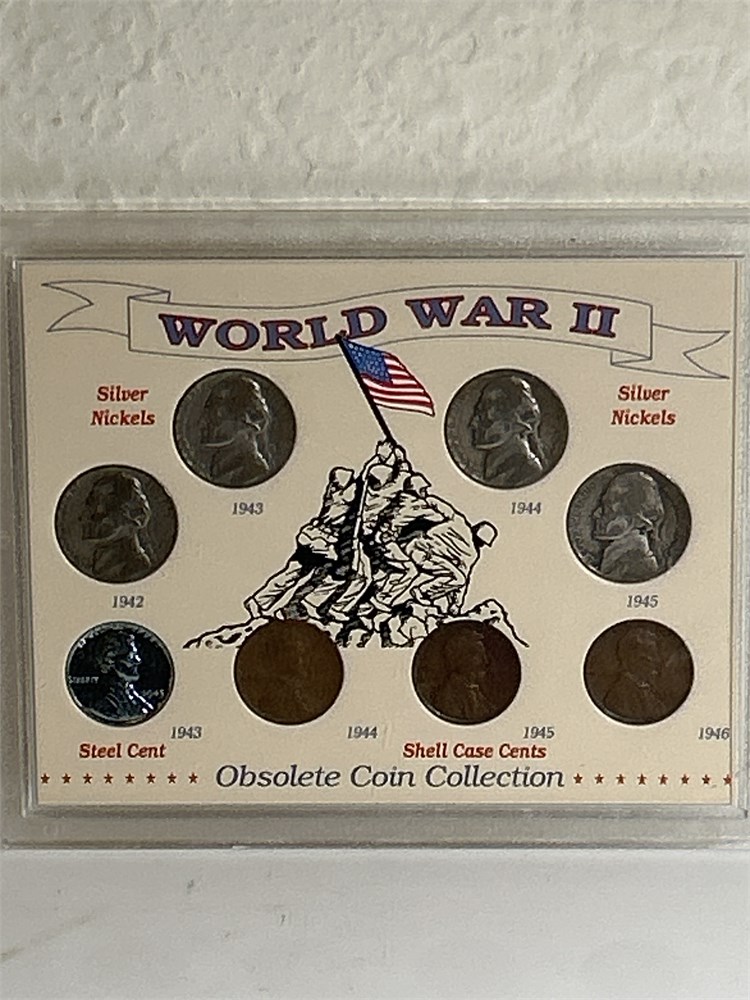 WORLD WAR II
Silver
Nickels
Silver
Nickels
1943
1944
1942
1945
LIBERTY
1943
1943
1944
1945
1946
Steel Cent
Shell Case Cents
Obsolete Coin Collection